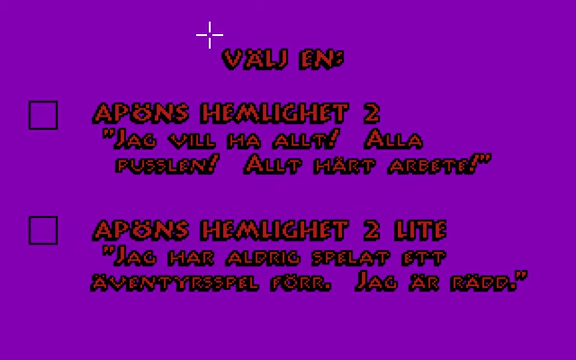 VÄLJ EN:
APÖNS HEMLIGHET 2
"JAG VILL HA ALLT! ALLA
PUSSLEN! ALLT HÅRT ARBETE!"
APÖNS HEMLIGHET 2 LITE
"JAG HAR ALDRIG SPELAT ETT
ÄVENTYRSSPEL FÖRR. JAG ÄR RÄDD."